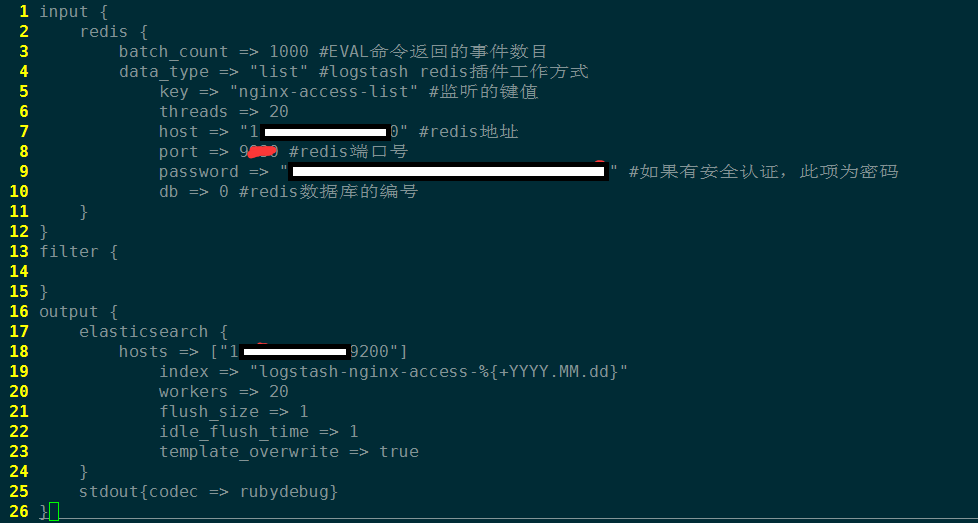 1 input {
2     redis {
3         batch_count => 1000 #EVAL命令返回的事件数目
4         data_type => "list" #logstash redis插件工作方式
5             key => "nginx-access-list" #监听的键值
6             threads => 20
7             host => "1 0" #redis地址
8             port => 9 0 #redis端口号
9             password => " " #如果有安全认证，此项为密码
10             db => 0 #redis数据库的编号
11     }
12 }
13 filter {
14
15 }
16 output {
17     elasticsearch {
18         hosts => ["1 9200"]
19             index => "logstash-nginx-access-%{+YYYY.MM.dd}"
20             workers => 20
21             flush_size => 1
22             idle_flush_time => 1
23             template_overwrite => true
24     }
25     stdout{codec => rubydebug}
26 }